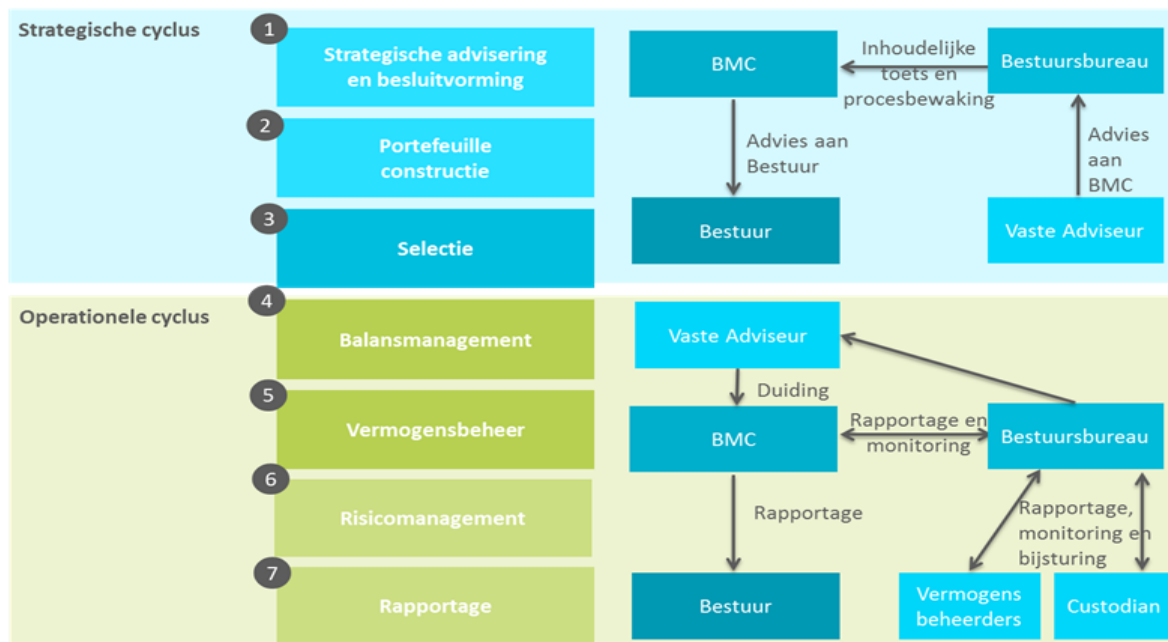 Strategische cyclus
1
Strategische advisering
en besluitvorming
2
Portefeuille
constructie
3
Selectie
BMC
Inhoudelijke
toets en
procesbewaking
Bestuursbureau
Advies aan
Bestuur
Advies
aan
BMC
Bestuur
Vaste Adviseur
Operationele cyclus
4
Balansmanagement
5
Vermogensbeheer
6
Risicomanagement
7
Rapportage
Vaste Adviseur
Duiding
BMC
Rapportage en
monitoring
Bestuursbureau
Rapportage
Rapportage,
monitoring en
bijsturing
Bestuur
Vermogens
beheerders
Custodian